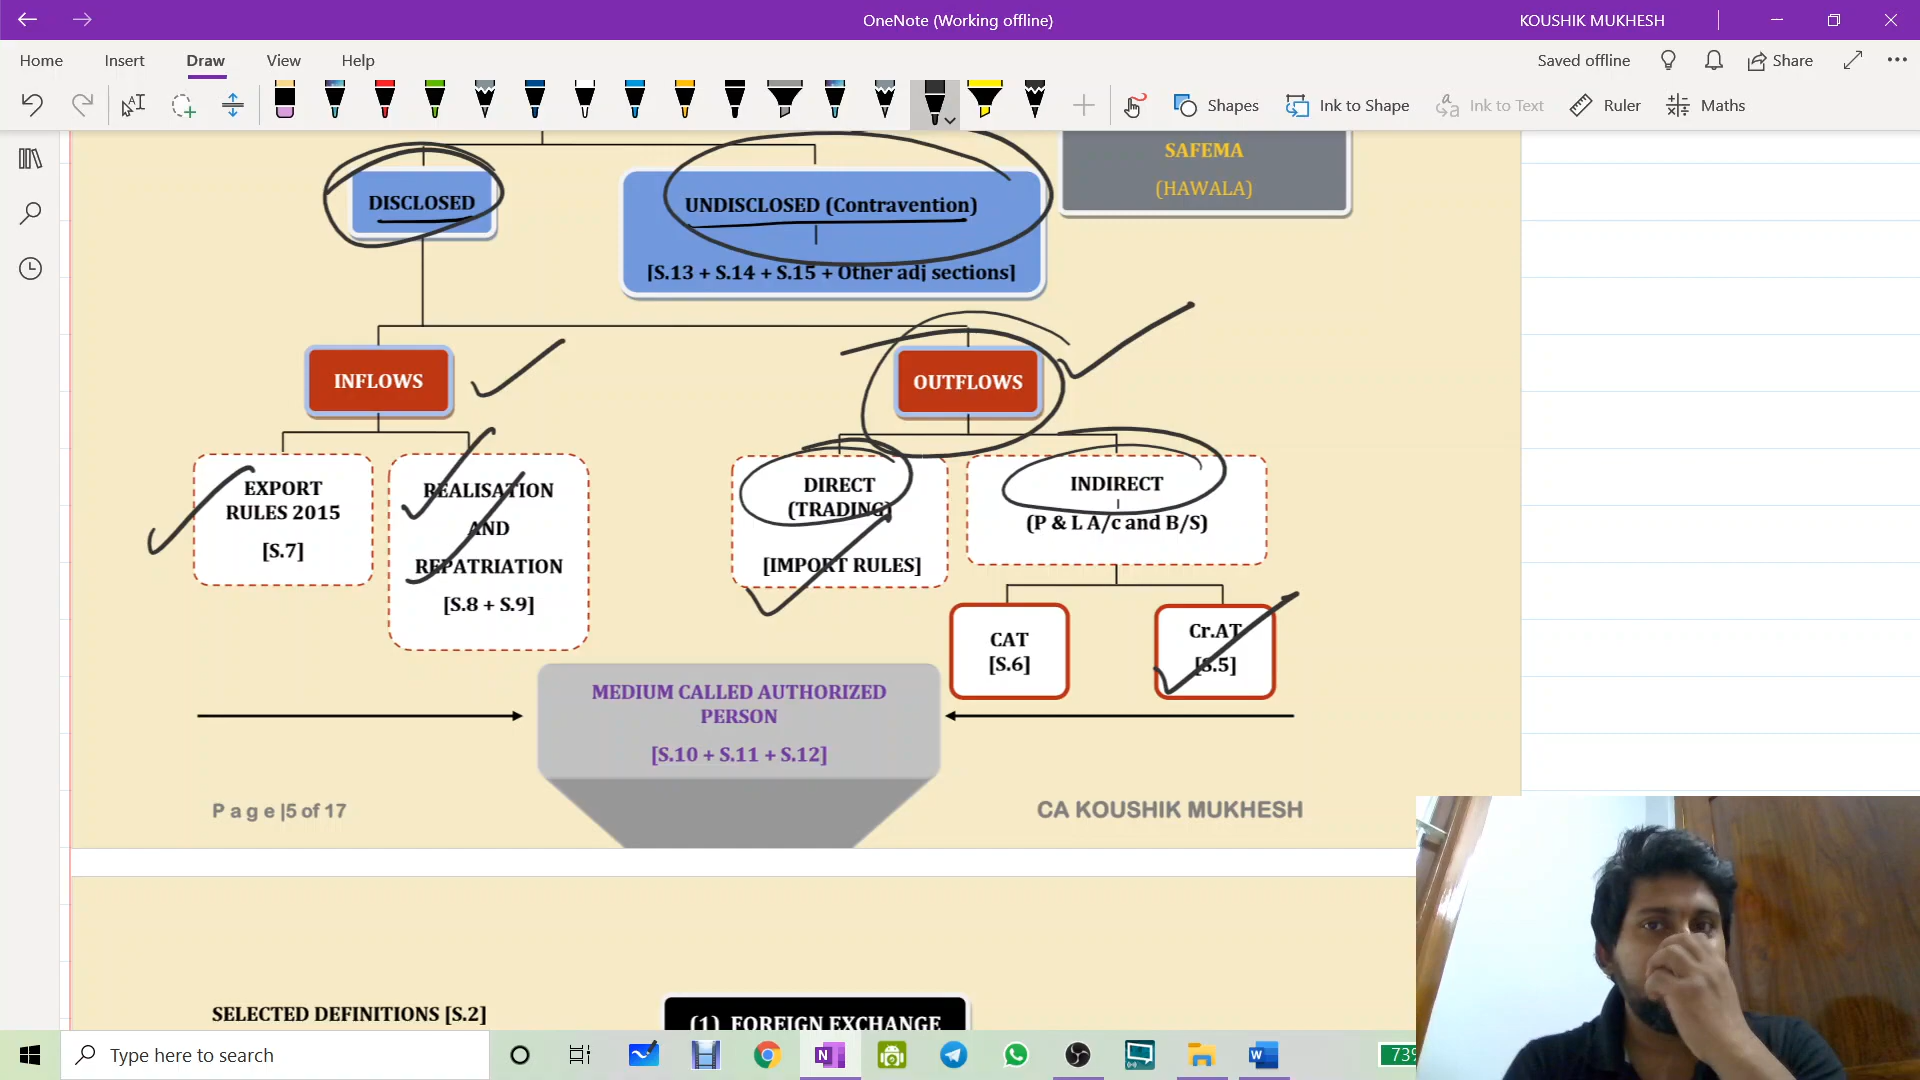 OneNote (Working offline)
KOUSHIK MUKHESH
Home
Insert
Draw
View
Help
Saved offline
Share
Shapes
Ink to Shape
Ink to Text
Ruler
Maths
SAFEMA
(HAWALA)
DISCLOSED
UNDISCLOSED (Contravention)
[S.13 + S.14 + S.15 + Other adj sections]
INFLOWS
OUTFLOWS
EXPORT
RULES 2015
[S.7]
REALISATION
AND
REPATRIATION
[S.8 + S.9]
DIRECT
(TRADING)
[IMPORT RULES]
INDIRECT
(P & L A/c and B/S)
CAT
[S.6]
Cr.AT
[S.5]
MEDIUM CALLED AUTHORIZED
PERSON
[S.10 + S.11 + S.12]
P a g e |5 of 17
CA KOUSHIK MUKHESH
SELECTED DEFINITIONS [S.2]
(1) FOREIGN EXCHANGE
Type here to search
73%